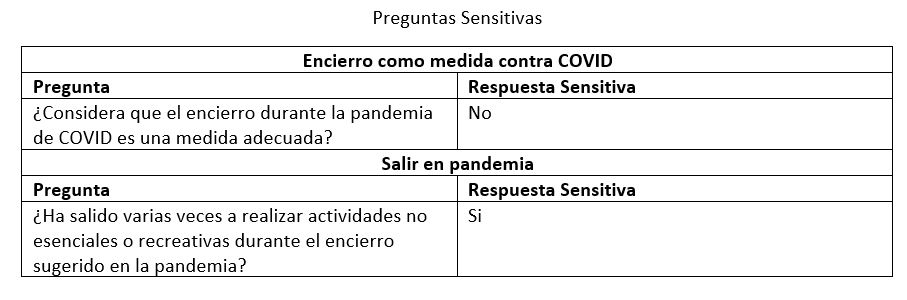 Preguntas Sensitivas
Encierro como medida contra COVID
Pregunta Respuesta Sensitiva
¿Considera que el encierro durante la pandemia No
de COVID es una medida adecuada?
Salir en pandemia
Pregunta Respuesta Sensitiva
¿Ha salido varias veces a realizar actividades no Si
esenciales o recreativas durante el encierro
sugerido en la pandemia?